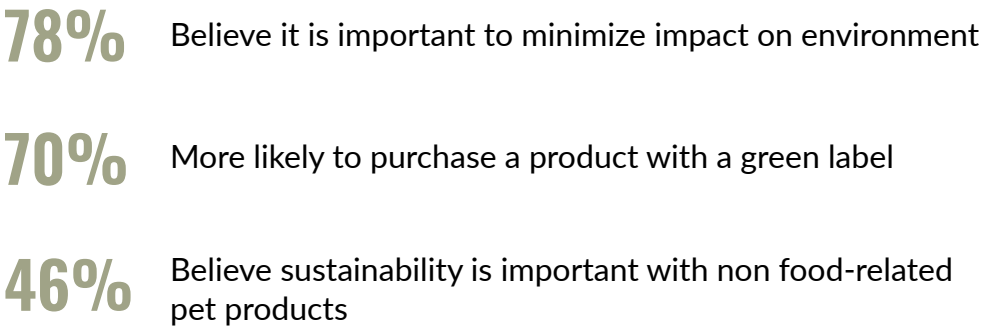 78% Believe it is important to minimize impact on environment
70% More likely to purchase a product with a green label
46% Believe sustainability is important with non food-related
pet products